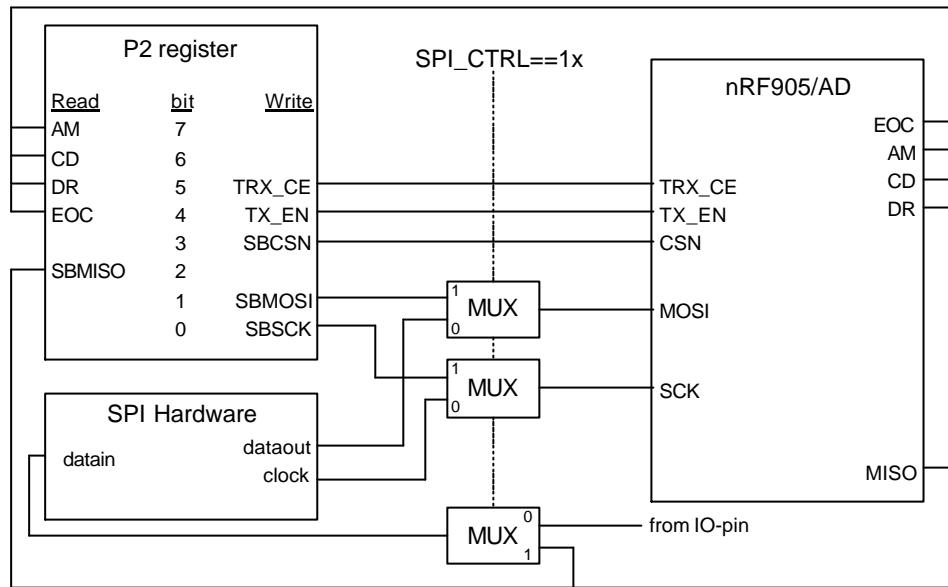 P2 register
SPI_CTRL==1x
nRF905/AD
Read bit Write
AM 7
CD 6
DR 5 TRX_CE
EOC 4 TX_EN
3 SBCSN
SBMISO 2
1 SBMOSI
0 SBSCK
EOC
AM
CD
DR
TRX_CE
TX_EN
CSN
MOSI
SCK
MISO
1
MUX
0
1
MUX
0
SPI Hardware
dataout
datain
clock
0
MUX
1
from IO-pin